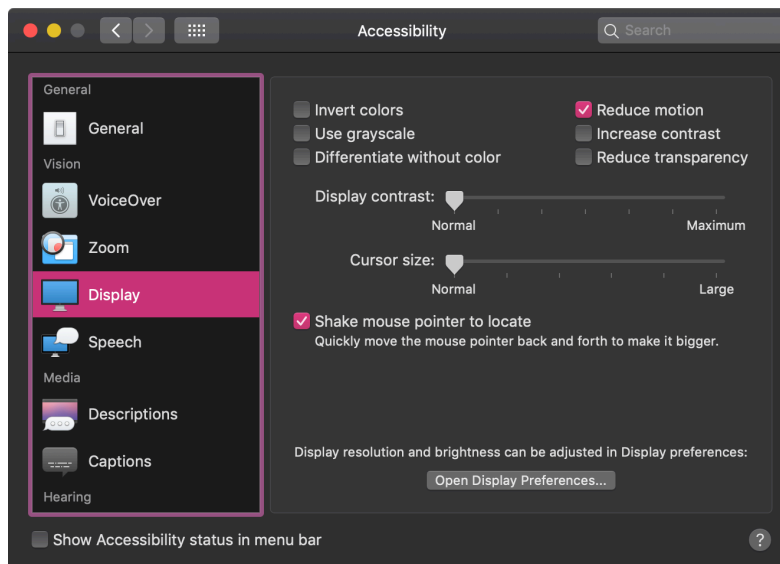 Accessibility
Search
General
General
Vision
VoiceOver
Zoom
Display
Speech
Media
Descriptions
Captions
Hearing
Invert colors
Use grayscale
Differentiate without color
Reduce motion
Increase contrast
Reduce transparency
Display contrast:
Normal Maximum
Cursor size:
Normal Large
Shake mouse pointer to locate
Quickly move the mouse pointer back and forth to make it bigger.
Display resolution and brightness can be adjusted in Display preferences:
Open Display Preferences...
Show Accessibility status in menu bar
?